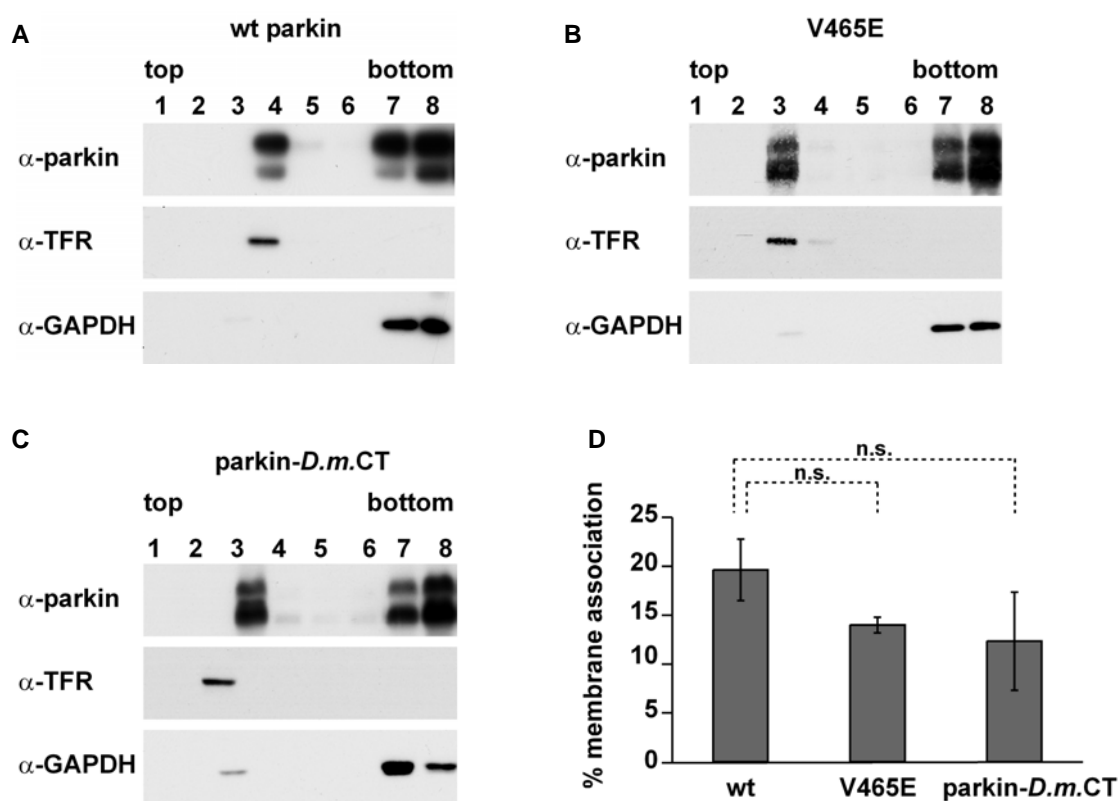 A
wt parkin
top bottom
1 2 3 4 5 6 7 8
α-parkin
α-TFR
α-GAPDH
B
V465E
top bottom
1 2 3 4 5 6 7 8
α-parkin
α-TFR
α-GAPDH
C
parkin-D.m.CT
top bottom
1 2 3 4 5 6 7 8
α-parkin
α-TFR
α-GAPDH
D
n.s.
n.s.
% membrane association
25
20
15
10
5
0
wt V465E parkin-D.m.CT